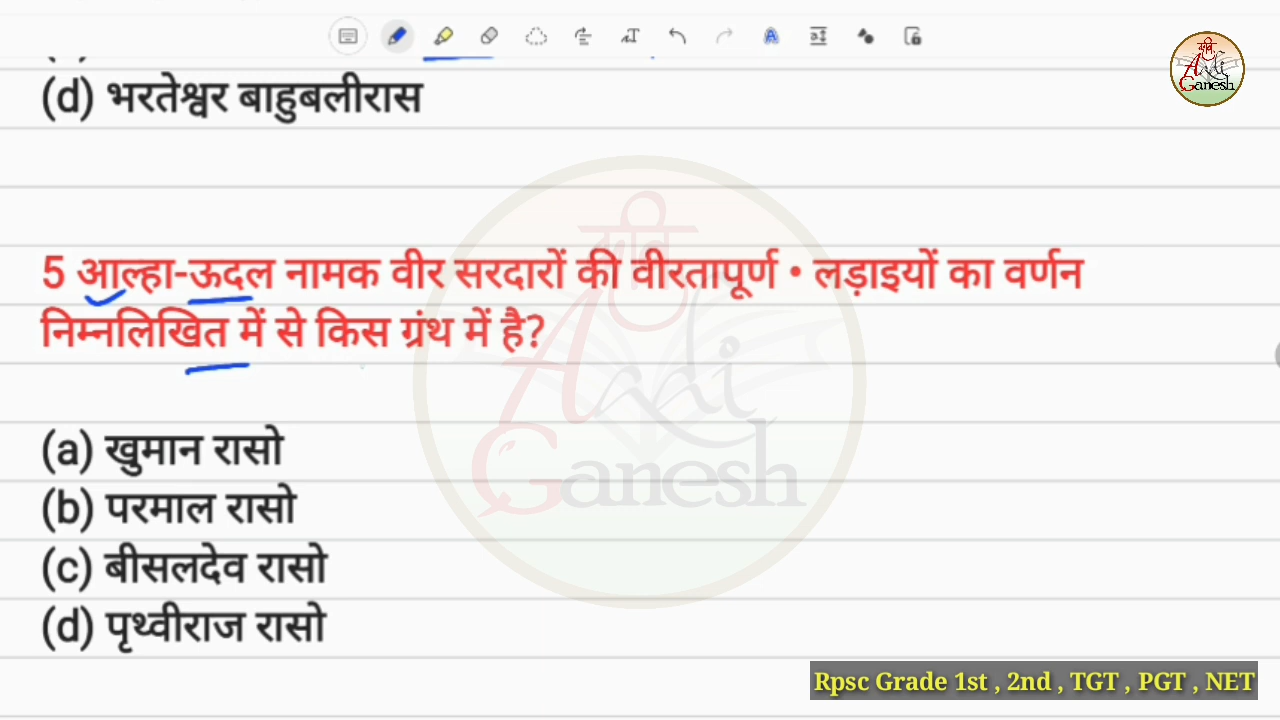 (d) भरतेश्वर बाहुबलीरास
5 आल्हा-ऊदल नामक वीर सरदारों की वीरतापूर्ण • लड़ाइयों का वर्णन
निम्नलिखित में से किस ग्रंथ में है?
(a) खुमान रासो
(b) परमाल रासो
(c) बीसलदेव रासो
(d) पृथ्वीराज रासो
Aadi
Ganesh
Rpsc Grade 1st , 2nd , TGT , PGT , NET